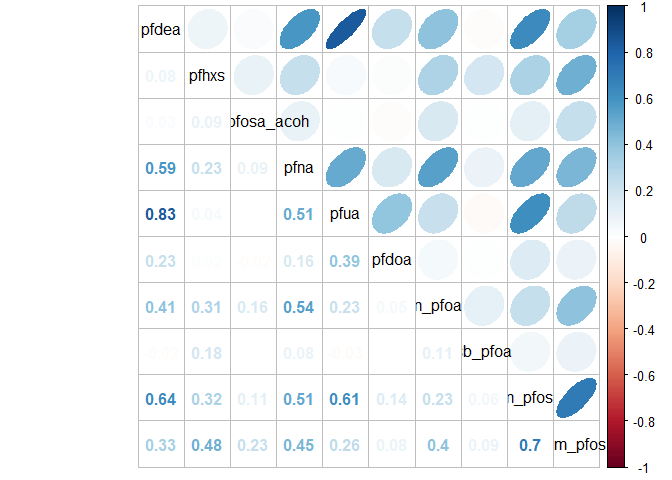 pfdea
0.08 pfhxs
0.03 0.09 pfosa_acoh
0.59 0.23 0.09 pfna
0.83 0.04 0.51 pfua
0.23 0.16 0.39 pfdoa
0.41 0.31 0.16 0.54 0.23 0.05 n_pfoa
0.18 0.08 0.11 sb_pfoa
0.64 0.32 0.11 0.51 0.61 0.14 0.23 0.06 n_pfos
0.33 0.48 0.23 0.45 0.26 0.08 0.4 0.09 0.7 m_pfos
1
0.8
0.6
0.4
0.2
0
-0.2
-0.4
-0.6
-0.8
-1